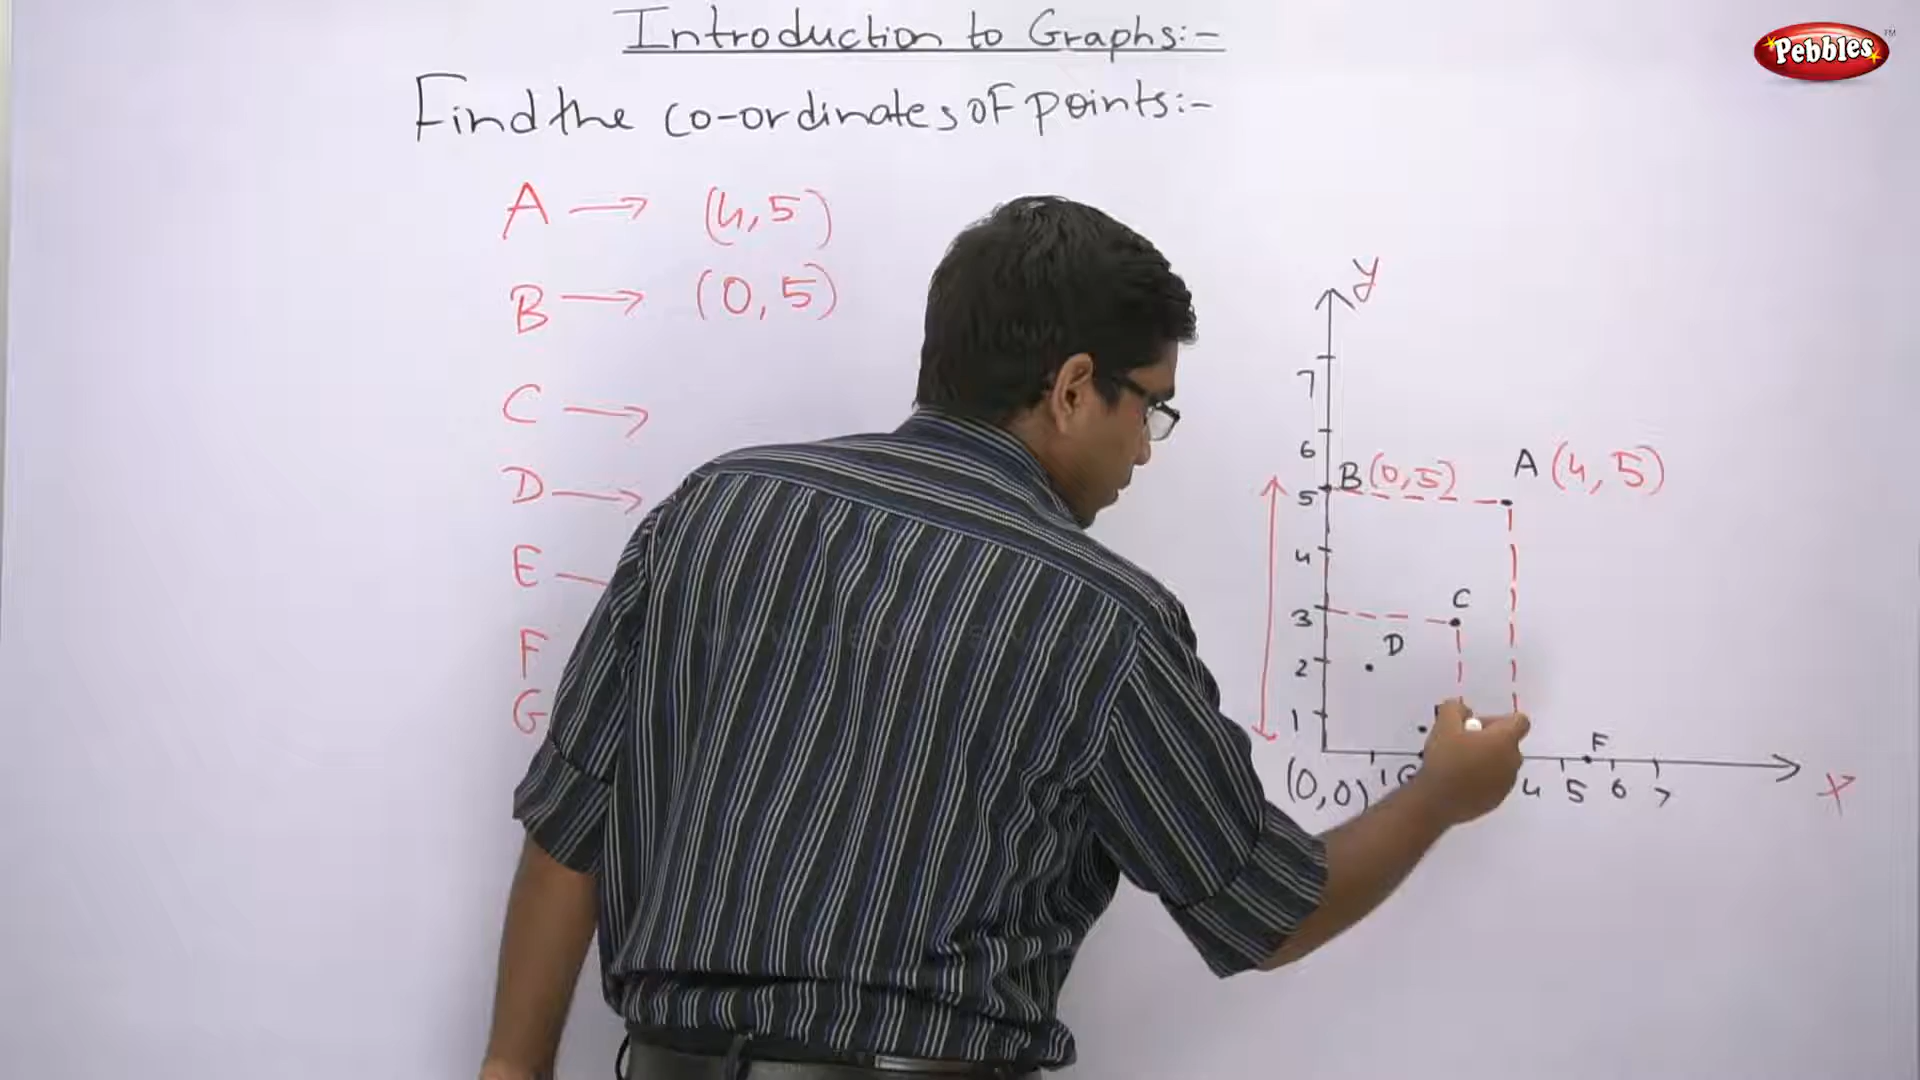 Introduction to Graphs:-
Pebbles TM
Find the co-ordinates of points:-
A → (4,5)
B → (0,5)
C →
D →
E
F
G
y
7
6
B(0,5) A(4,5)
5
4
C
3
D
2
1
F
(0,0) 1 G 4 5 6 7 X